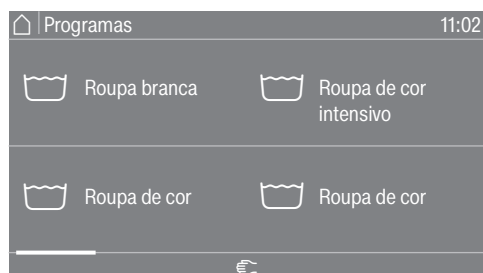 Programas
11:02
Roupa branca
Roupa de cor
intensivo
Roupa de cor
Roupa de cor